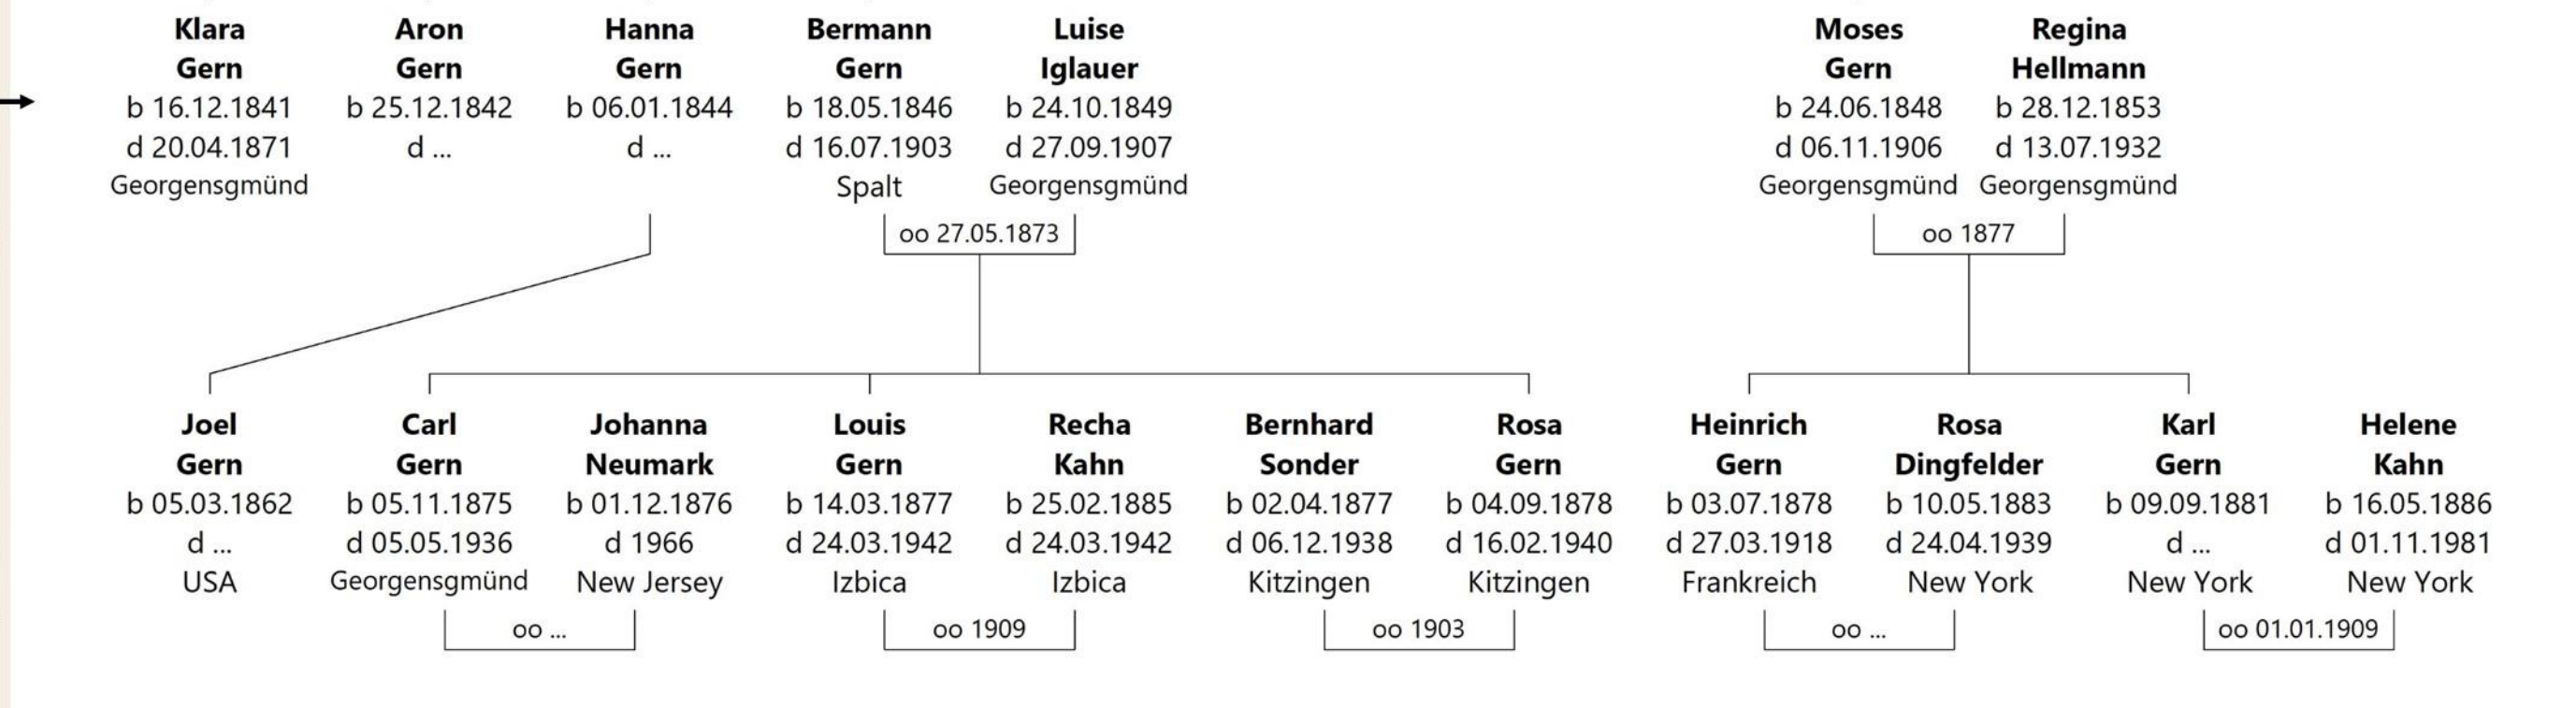 Klara
Gern
b 16.12.1841
d 20.04.1871
Georgensgmünd
Aron
Gern
b 25.12.1842
d ...
Hanna
Gern
b 06.01.1844
d ...
Bermann
Gern
b 18.05.1846
d 16.07.1903
Spalt
Luise
Iglauer
b 24.10.1849
d 27.09.1907
Georgensgmünd
oo 27.05.1873
Moses
Gern
b 24.06.1848
d 06.11.1906
Georgensgmünd
Regina
Hellmann
b 28.12.1853
d 13.07.1932
Georgensgmünd
oo 1877
Joel
Gern
b 05.03.1862
d ...
USA
Carl
Gern
b 05.11.1875
d 05.05.1936
Georgensgmünd
Johanna
Neumark
b 01.12.1876
d 1966
New Jersey
oo ...
Louis
Gern
b 14.03.1877
d 24.03.1942
Izbica
Recha
Kahn
b 25.02.1885
d 24.03.1942
Izbica
oo 1909
Bernhard
Sonder
b 02.04.1877
d 06.12.1938
Kitzingen
Rosa
Gern
b 04.09.1878
d 16.02.1940
Kitzingen
oo 1903
Heinrich
Gern
b 03.07.1878
d 27.03.1918
Frankreich
Rosa
Dingfelder
b 10.05.1883
d 24.04.1939
New York
oo ...
Karl
Gern
b 09.09.1881
d ...
New York
Helene
Kahn
b 16.05.1886
d 01.11.1981
New York
oo 01.01.1909